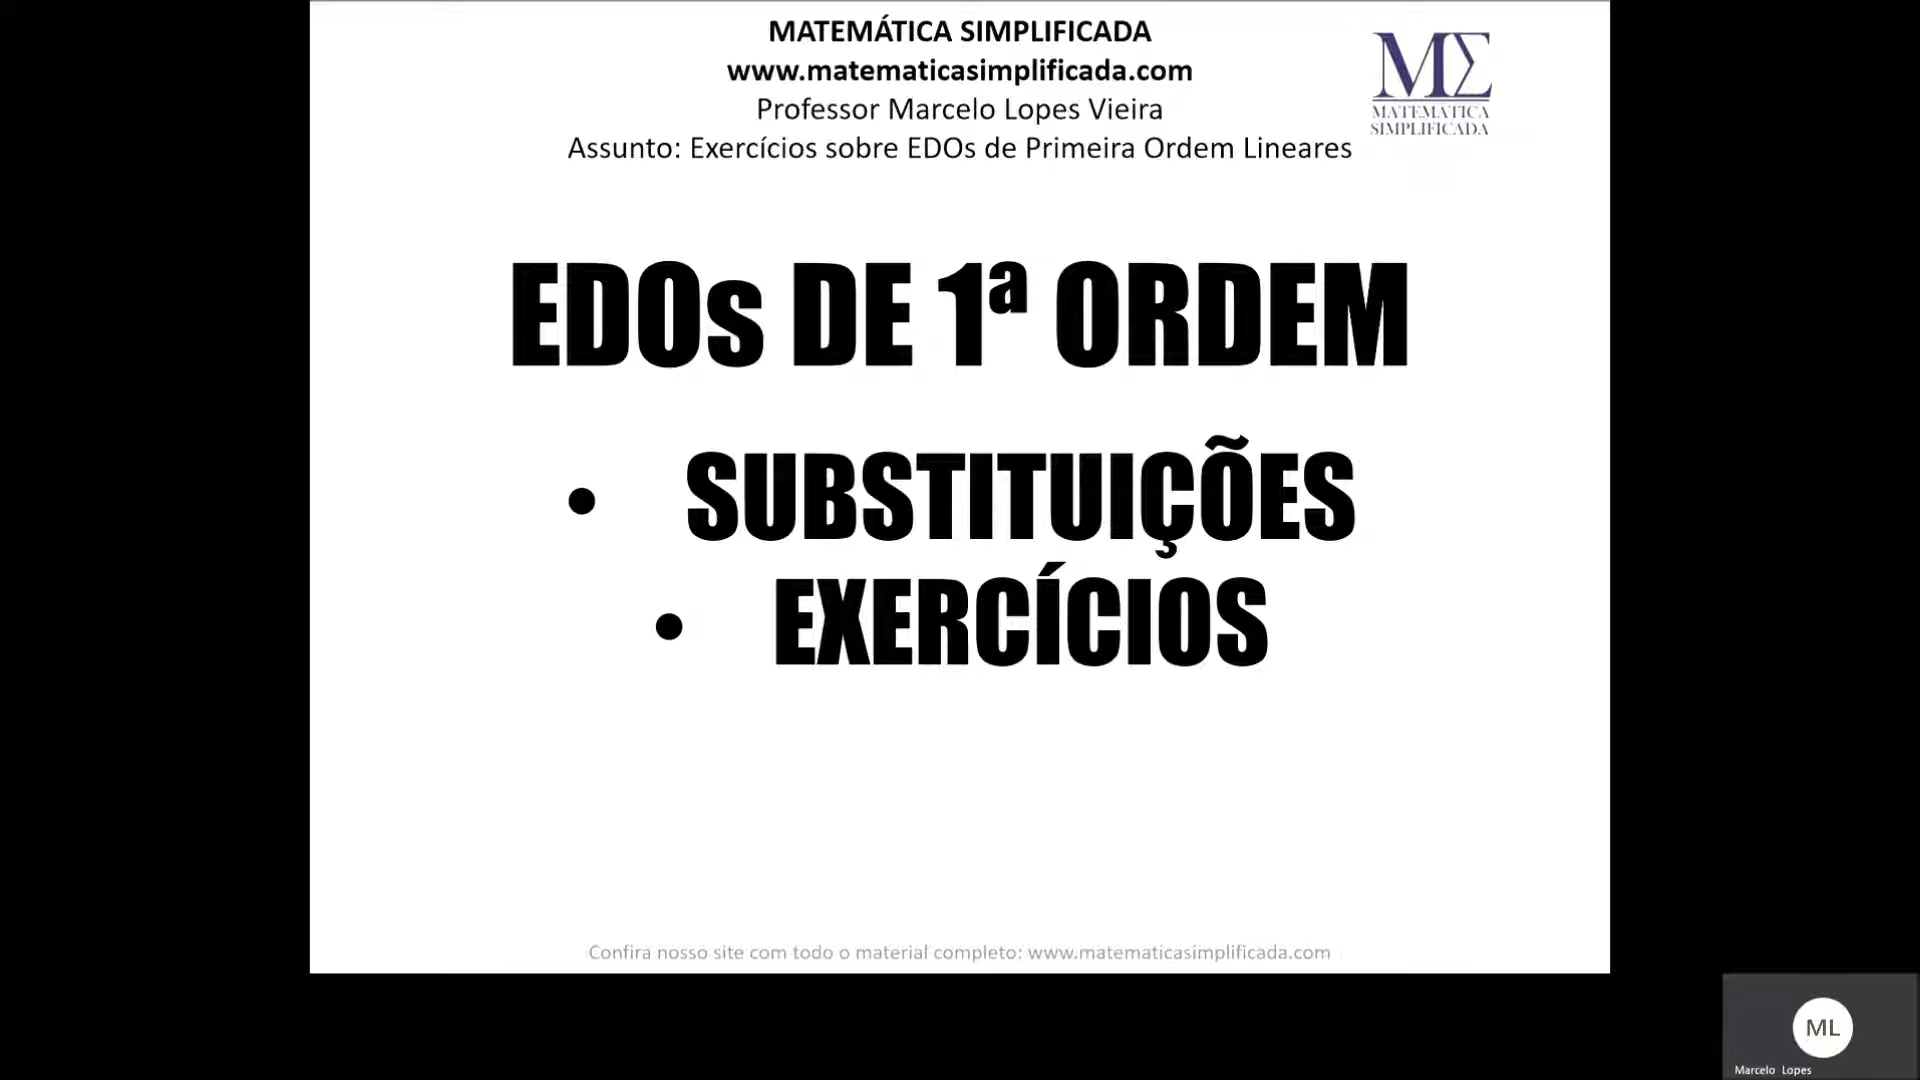 MATEMÁTICA SIMPLIFICADA
www.matematicasimplificada.com
Professor Marcelo Lopes Vieira
Assunto: Exercícios sobre EDOs de Primeira Ordem Lineares
MΣ
MATEMÁTICA
SIMPLIFICADA
EDOs DE 1ª ORDEM
• SUBSTITUIÇÕES
• EXERCÍCIOS
Confira nosso site com todo o material completo: www.matematicasimplificada.com
ML
Marcelo Lopes